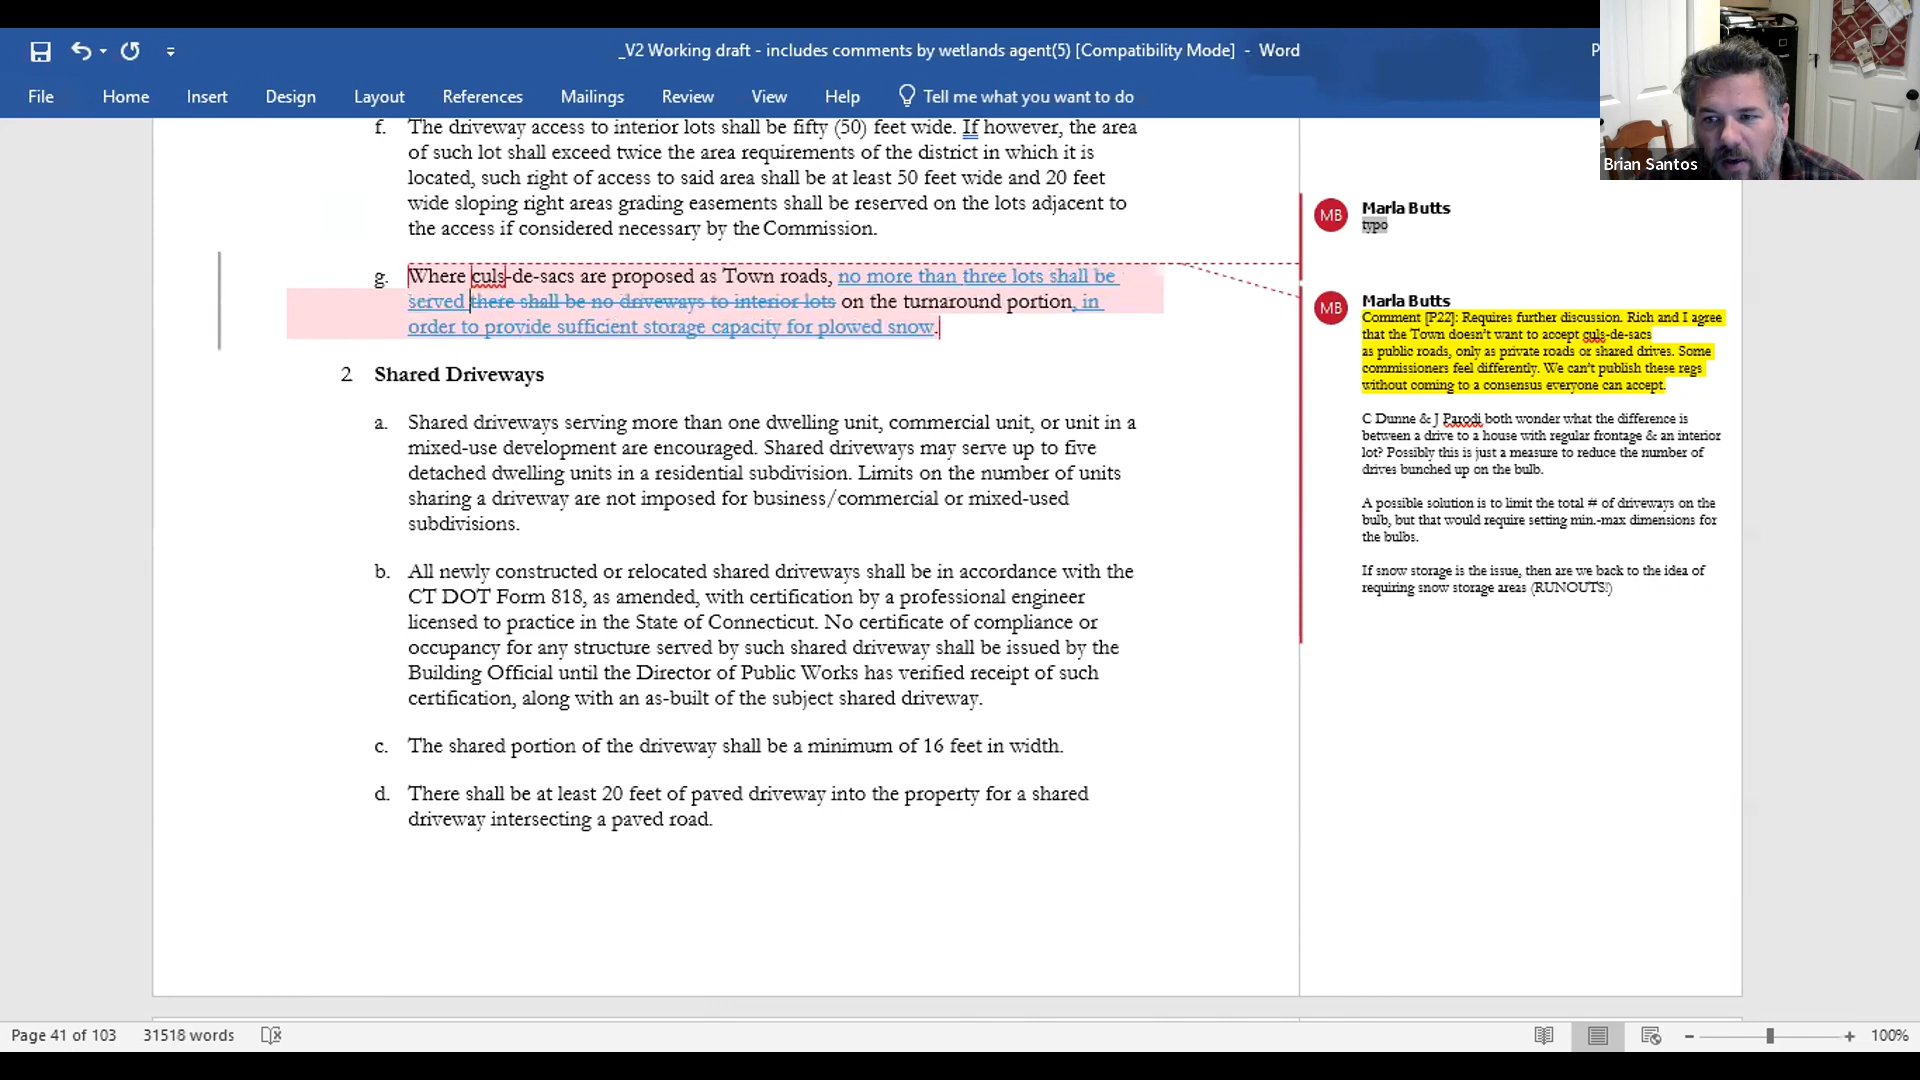 _V2 Working draft - includes comments by wetlands agent(5) [Compatibility Mode] - Word
P
File Home Insert Design Layout References Mailings Review View Help Tell me what you want to do
Brian Santos
f. The driveway access to interior lots shall be fifty (50) feet wide. If however, the area
of such lot shall exceed twice the area requirements of the district in which it is
located, such right of access to said area shall be at least 50 feet wide and 20 feet
wide sloping right areas grading easements shall be reserved on the lots adjacent to
the access if considered necessary by the Commission.
g. Where culs-de-sacs are proposed as Town roads, no more than three lots shall be
served there shall be no driveways to interior lots on the turnaround portion, in
order to provide sufficient storage capacity for plowed snow.
2 Shared Driveways
a. Shared driveways serving more than one dwelling unit, commercial unit, or unit in a
mixed-use development are encouraged. Shared driveways may serve up to five
detached dwelling units in a residential subdivision. Limits on the number of units
sharing a driveway are not imposed for business/commercial or mixed-used
subdivisions.
b. All newly constructed or relocated shared driveways shall be in accordance with the
CT DOT Form 818, as amended, with certification by a professional engineer
licensed to practice in the State of Connecticut. No certificate of compliance or
occupancy for any structure served by such shared driveway shall be issued by the
Building Official until the Director of Public Works has verified receipt of such
certification, along with an as-built of the subject shared driveway.
c. The shared portion of the driveway shall be a minimum of 16 feet in width.
d. There shall be at least 20 feet of paved driveway into the property for a shared
driveway intersecting a paved road.
MB Marla Butts
typo
MB Marla Butts
Comment [P22]: Requires further discussion. Rich and I agree
that the Town doesn't want to accept culs-de-sacs
as public roads, only as private roads or shared drives. Some
commissioners feel differently. We can't publish these regs
without coming to a consensus everyone can accept.
C Dunne & J Parodi both wonder what the difference is
between a drive to a house with regular frontage & an interior
lot? Possibly this is just a measure to reduce the number of
drives bunched up on the bulb.
A possible solution is to limit the total # of driveways on the
bulb, but that would require setting min.-max dimensions for
the bulbs.
If snow storage is the issue, then are we back to the idea of
requiring snow storage areas (RUNOUTS!)
Page 41 of 103 31518 words 100%